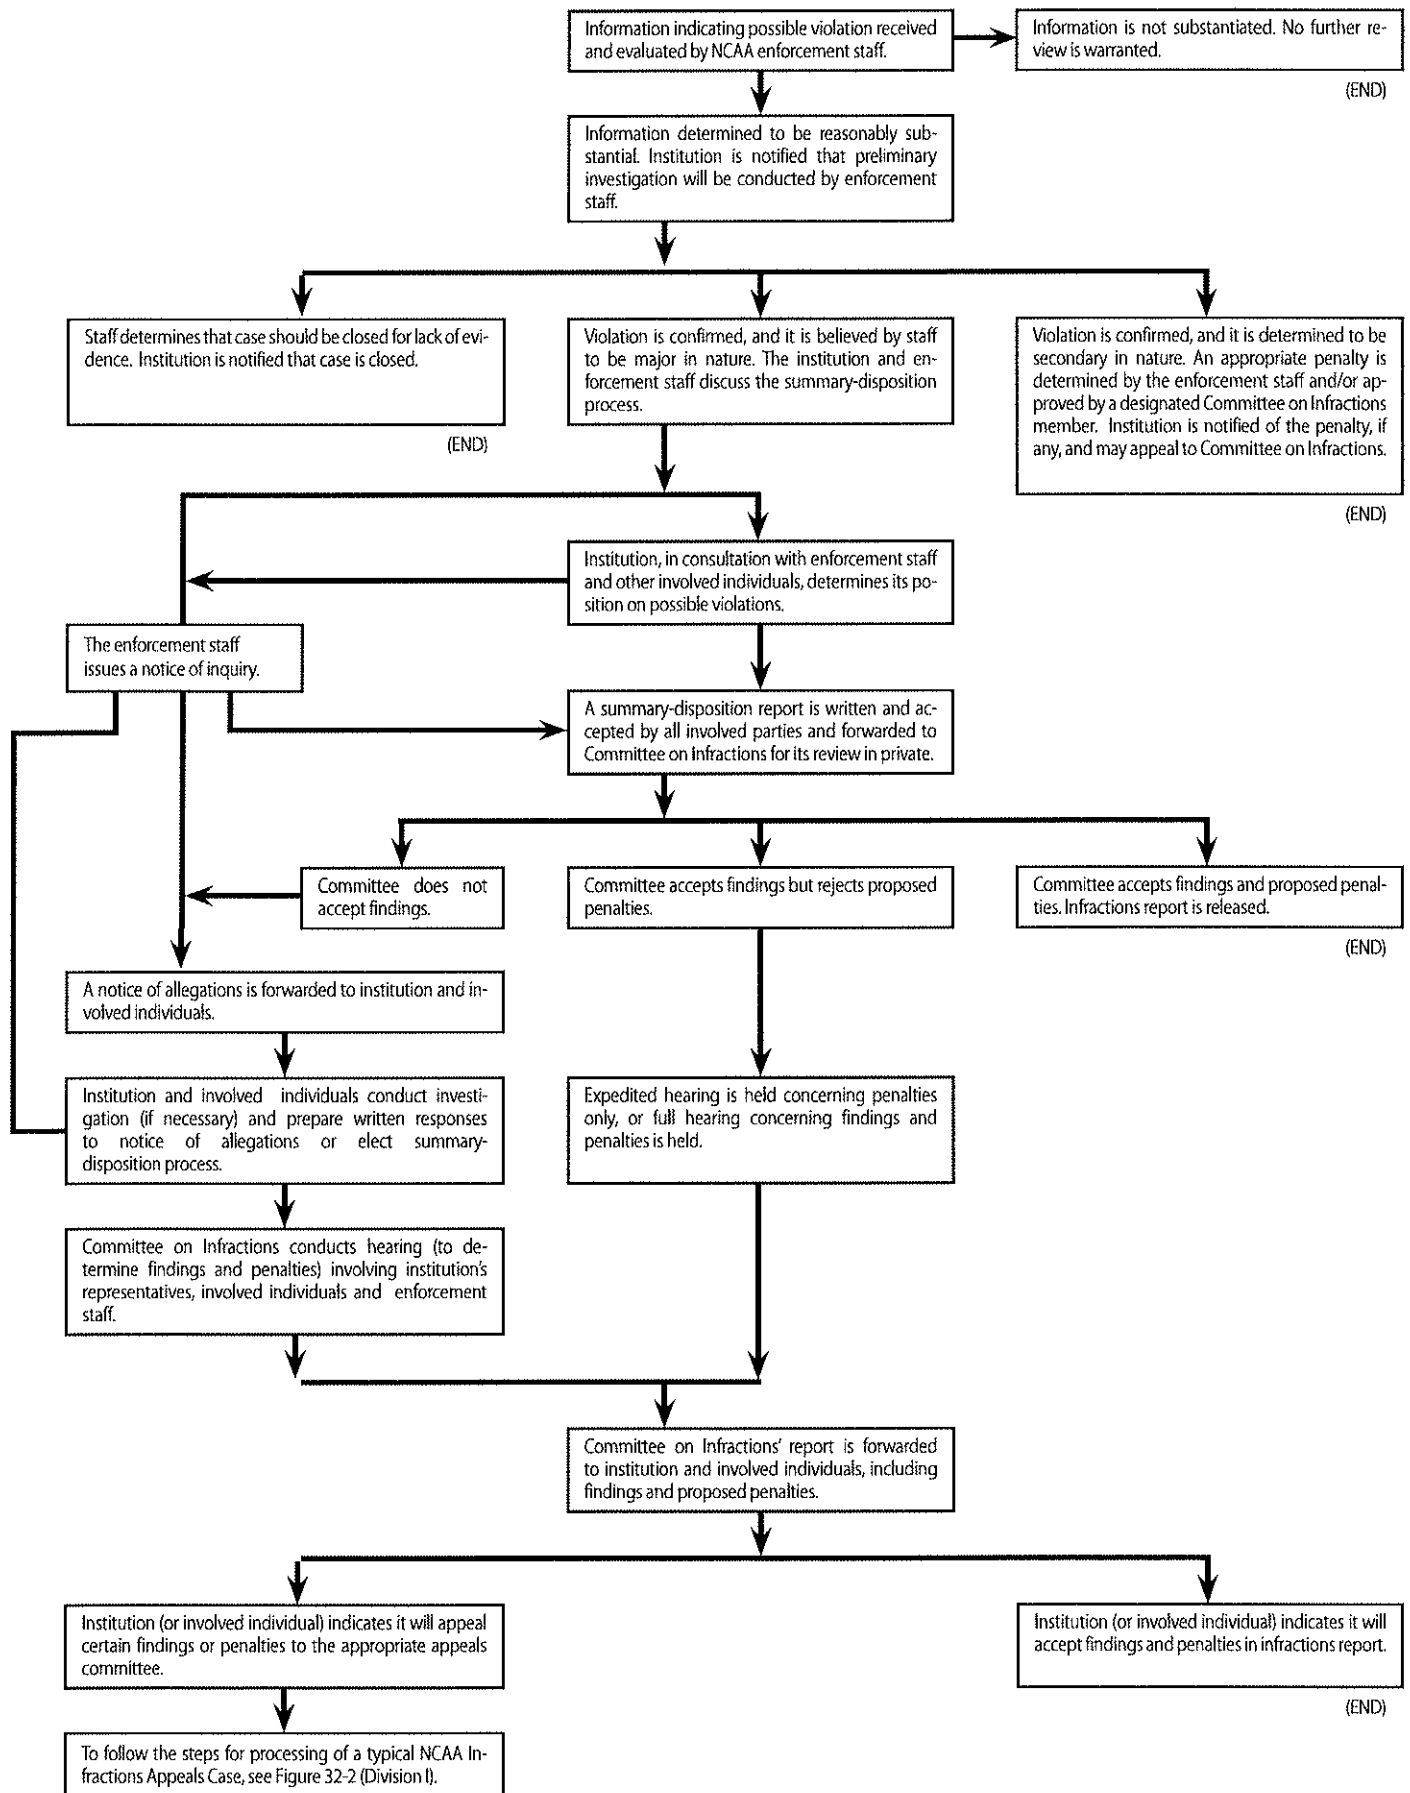 Information indicating possible violation received
and evaluated by NCAA enforcement staff.
Information is not substantiated. No further re-
view is warranted.
(END)
Information determined to be reasonably sub-
stantial. Institution is notified that preliminary
investigation will be conducted by enforcement
staff.
Staff determines that case should be closed for lack of evi-
dence. Institution is notified that case is closed.
(END)
Violation is confirmed, and it is believed by staff
to be major in nature. The institution and en-
forcement staff discuss the summary-disposition
process.
Violation is confirmed, and it is determined to be
secondary in nature. An appropriate penalty is
determined by the enforcement staff and/or ap-
proved by a designated Committee on Infractions
member. Institution is notified of the penalty, if
any, and may appeal to Committee on Infractions.
(END)
Institution, in consultation with enforcement staff
and other involved individuals, determines its po-
sition on possible violations.
The enforcement staff
issues a notice of inquiry.
A summary-disposition report is written and ac-
cepted by all involved parties and forwarded to
Committee on Infractions for its review in private.
Committee does not
accept findings.
Committee accepts findings but rejects proposed
penalties.
Committee accepts findings and proposed penal-
ties. Infractions report is released.
(END)
A notice of allegations is forwarded to institution and in-
volved individuals.
Institution and involved individuals conduct investi-
gation (if necessary) and prepare written responses
to notice of allegations or elect summary-
disposition process.
Expedited hearing is held concerning penalties
only, or full hearing concerning findings and
penalties is held.
Committee on Infractions conducts hearing (to de-
termine findings and penalties) involving institution's
representatives, involved individuals and enforcement
staff.
Committee on Infractions' report is forwarded
to institution and involved individuals, including
findings and proposed penalties.
Institution (or involved individual) indicates it will appeal
certain findings or penalties to the appropriate appeals
committee.
Institution (or involved individual) indicates it will
accept findings and penalties in infractions report.
(END)
To follow the steps for processing of a typical NCAA In-
fractions Appeals Case, see Figure 32-2 (Division I).